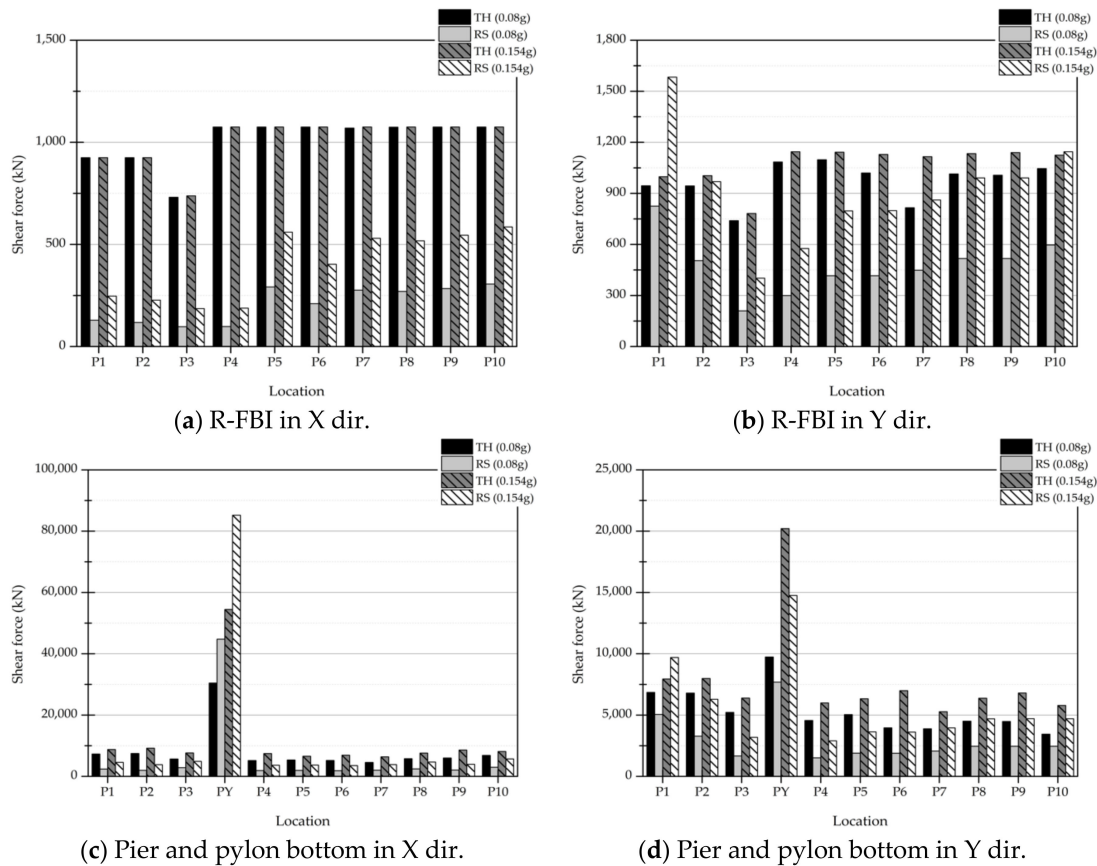 TH (0.08g)
RS (0.08g)
TH (0.154g)
RS (0.154g)
1,500
1,000
500
0
Shear force (kN)
P1 P2 P3 P4 P5 P6 P7 P8 P9 P10
Location
(a) R-FBI in X dir.
TH (0.08g)
RS (0.08g)
TH (0.154g)
RS (0.154g)
1,800
1,500
1,200
900
600
300
0
Shear force (kN)
P1 P2 P3 P4 P5 P6 P7 P8 P9 P10
Location
(b) R-FBI in Y dir.
TH (0.08g)
RS (0.08g)
TH (0.154g)
RS (0.154g)
100,000
80,000
60,000
40,000
20,000
0
Shear force (kN)
P1 P2 P3 PY P4 P5 P6 P7 P8 P9 P10
Location
(c) Pier and pylon bottom in X dir.
TH (0.08g)
RS (0.08g)
TH (0.154g)
RS (0.154g)
25,000
20,000
15,000
10,000
5,000
0
Shear force (kN)
P1 P2 P3 PY P4 P5 P6 P7 P8 P9 P10
Location
(d) Pier and pylon bottom in Y dir.